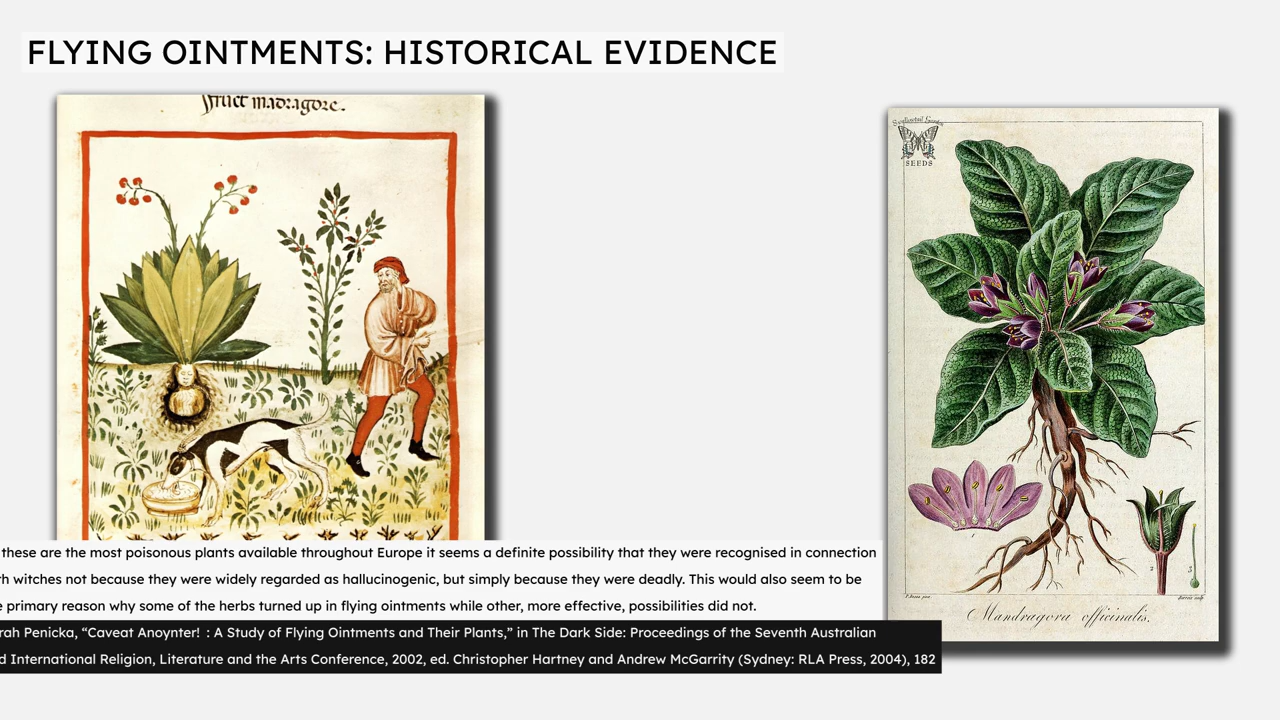 FLYING OINTMENTS: HISTORICAL EVIDENCE
madragore.
SEEDS
these are the most poisonous plants available throughout Europe it seems a definite possibility that they were recognised in connection
witches not because they were widely regarded as hallucinogenic, but simply because they were deadly. This would also seem to be
primary reason why some of the herbs turned up in flying ointments while other, more effective, possibilities did not.
Penicka, “Caveat Anoynter! : A Study of Flying Ointments and Their Plants,” in The Dark Side: Proceedings of the Seventh Australian
International Religion, Literature and the Arts Conference, 2002, ed. Christopher Hartney and Andrew McGarrity (Sydney: RLA Press, 2004), 182
Mandragora officinalis.